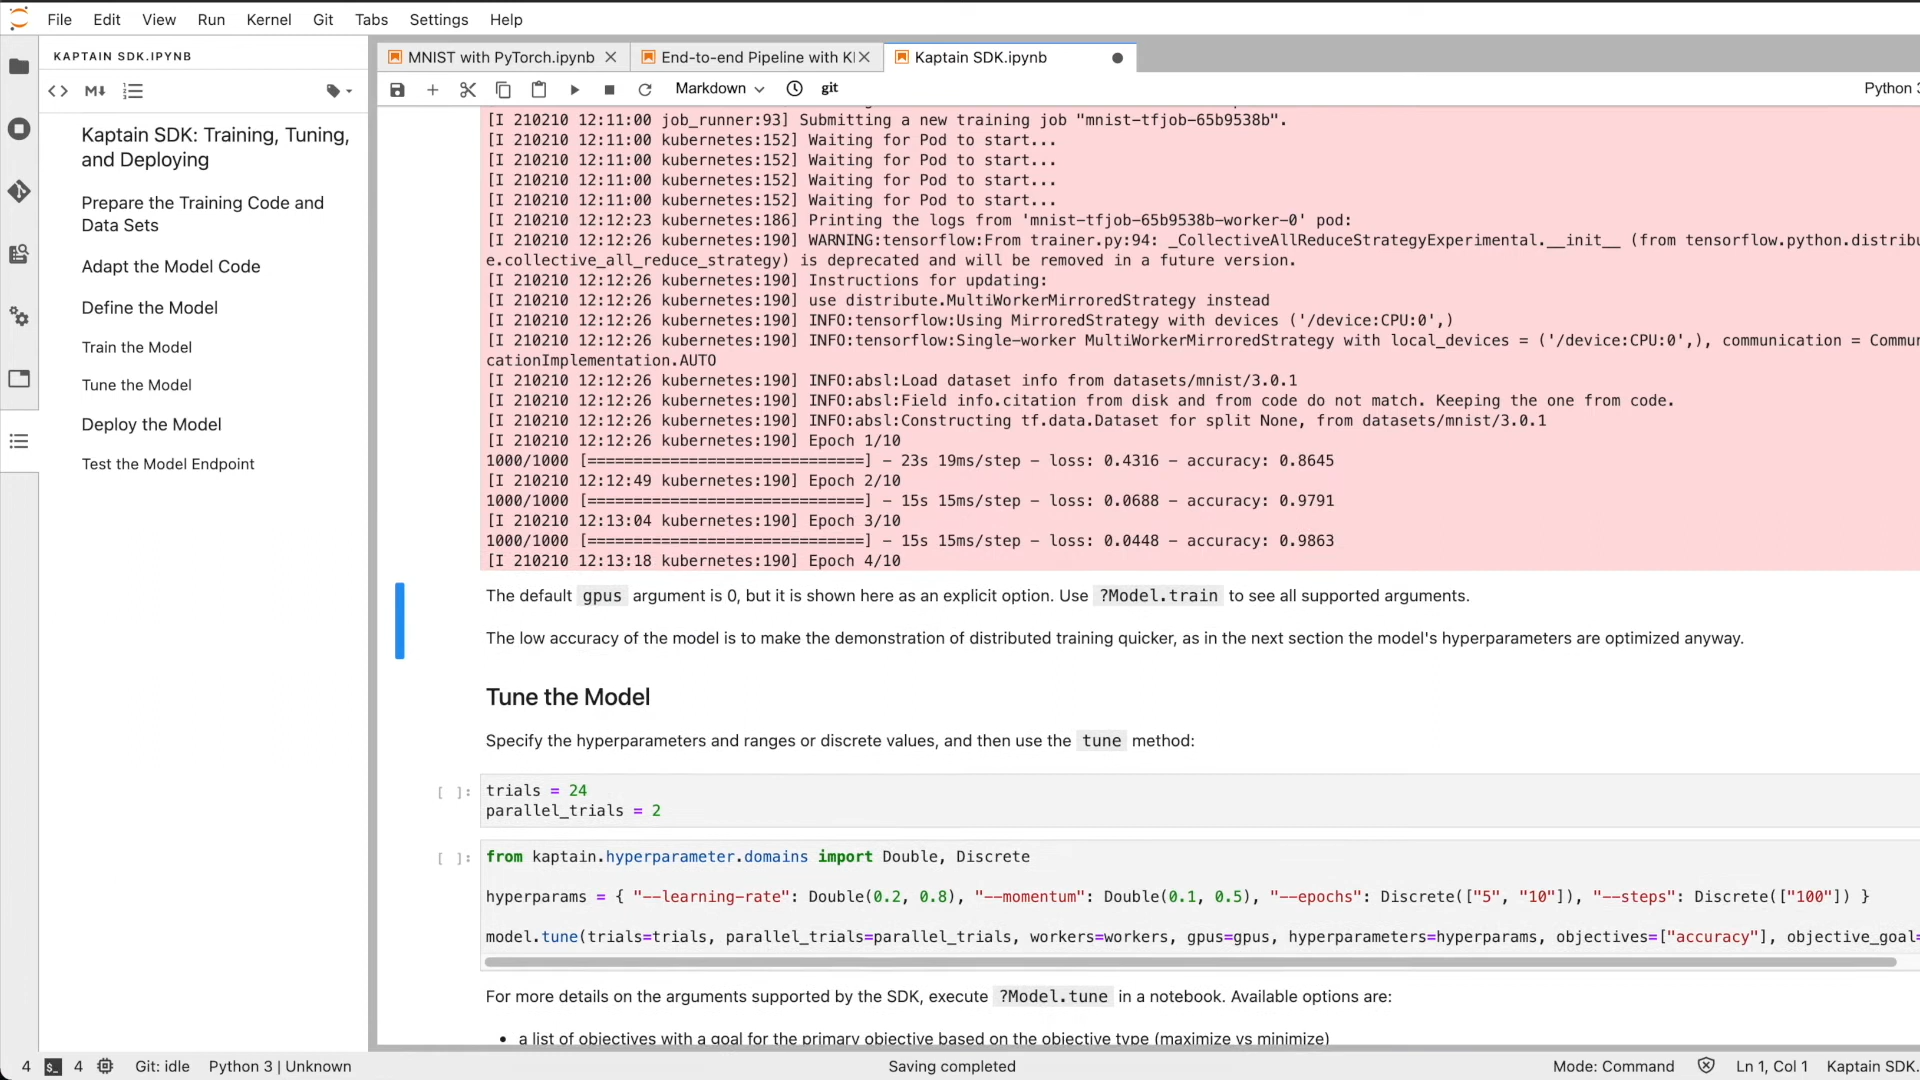 File Edit View Run Kernel Git Tabs Settings Help
KAPTAIN SDK.IPYNB
Kaptain SDK: Training, Tuning,
and Deploying
Prepare the Training Code and
Data Sets
Adapt the Model Code
Define the Model
Train the Model
Tune the Model
Deploy the Model
Test the Model Endpoint
MNIST with PyTorch.ipynb
End-to-end Pipeline with K
Kaptain SDK.ipynb
Markdown
git
Python 3
[I 210210 12:11:00 job_runner:93] Submitting a new training job "mnist-tfjob-65b9538b".
[I 210210 12:11:00 kubernetes:152] Waiting for Pod to start...
[I 210210 12:11:00 kubernetes:152] Waiting for Pod to start...
[I 210210 12:11:00 kubernetes:152] Waiting for Pod to start...
[I 210210 12:11:00 kubernetes:152] Waiting for Pod to start...
[I 210210 12:12:23 kubernetes:186] Printing the logs from 'mnist-tfjob-65b9538b-worker-0' pod:
[I 210210 12:12:26 kubernetes:190] WARNING:tensorflow:From trainer.py:94: _CollectiveAllReduceStrategyExperimental.__init__ (from tensorflow.python.distribu
e.collective_all_reduce_strategy) is deprecated and will be removed in a future version.
[I 210210 12:12:26 kubernetes:190] Instructions for updating:
[I 210210 12:12:26 kubernetes:190] use distribute.MultiWorkerMirroredStrategy instead
[I 210210 12:12:26 kubernetes:190] INFO:tensorflow:Using MirroredStrategy with devices ('/device:CPU:0',)
[I 210210 12:12:26 kubernetes:190] INFO:tensorflow:Single-worker MultiWorkerMirroredStrategy with local_devices = ('/device:CPU:0',), communication = Commun
cationImplementation.AUTO
[I 210210 12:12:26 kubernetes:190] INFO:absl:Load dataset info from datasets/mnist/3.0.1
[I 210210 12:12:26 kubernetes:190] INFO:absl:Field info.citation from disk and from code do not match. Keeping the one from code.
[I 210210 12:12:26 kubernetes:190] INFO:absl:Constructing tf.data.Dataset for split None, from datasets/mnist/3.0.1
[I 210210 12:12:26 kubernetes:190] Epoch 1/10
1000/1000 [==============================] - 23s 19ms/step - loss: 0.4316 - accuracy: 0.8645
[I 210210 12:12:49 kubernetes:190] Epoch 2/10
1000/1000 [==============================] - 15s 15ms/step - loss: 0.0688 - accuracy: 0.9791
[I 210210 12:13:04 kubernetes:190] Epoch 3/10
1000/1000 [==============================] - 15s 15ms/step - loss: 0.0448 - accuracy: 0.9863
[I 210210 12:13:18 kubernetes:190] Epoch 4/10
The default gpus argument is 0, but it is shown here as an explicit option. Use ?Model.train to see all supported arguments.
The low accuracy of the model is to make the demonstration of distributed training quicker, as in the next section the model's hyperparameters are optimized anyway.
Tune the Model
Specify the hyperparameters and ranges or discrete values, and then use the tune method:
[ ]: trials = 24
parallel_trials = 2
[ ]: from kaptain.hyperparameter.domains import Double, Discrete
hyperparams = { "--learning-rate": Double(0.2, 0.8), "--momentum": Double(0.1, 0.5), "--epochs": Discrete(["5", "10"]), "--steps": Discrete(["100"]) }
model.tune(trials=trials, parallel_trials=parallel_trials, workers=workers, gpus=gpus, hyperparameters=hyperparams, objectives=["accuracy"], objective_goal=
For more details on the arguments supported by the SDK, execute ?Model.tune in a notebook. Available options are:
• a list of objectives with a goal for the primary objective based on the objective type (maximize vs minimize)
4 4 Git: idle Python 3 | Unknown Saving completed Mode: Command Ln 1, Col 1 Kaptain SDK.